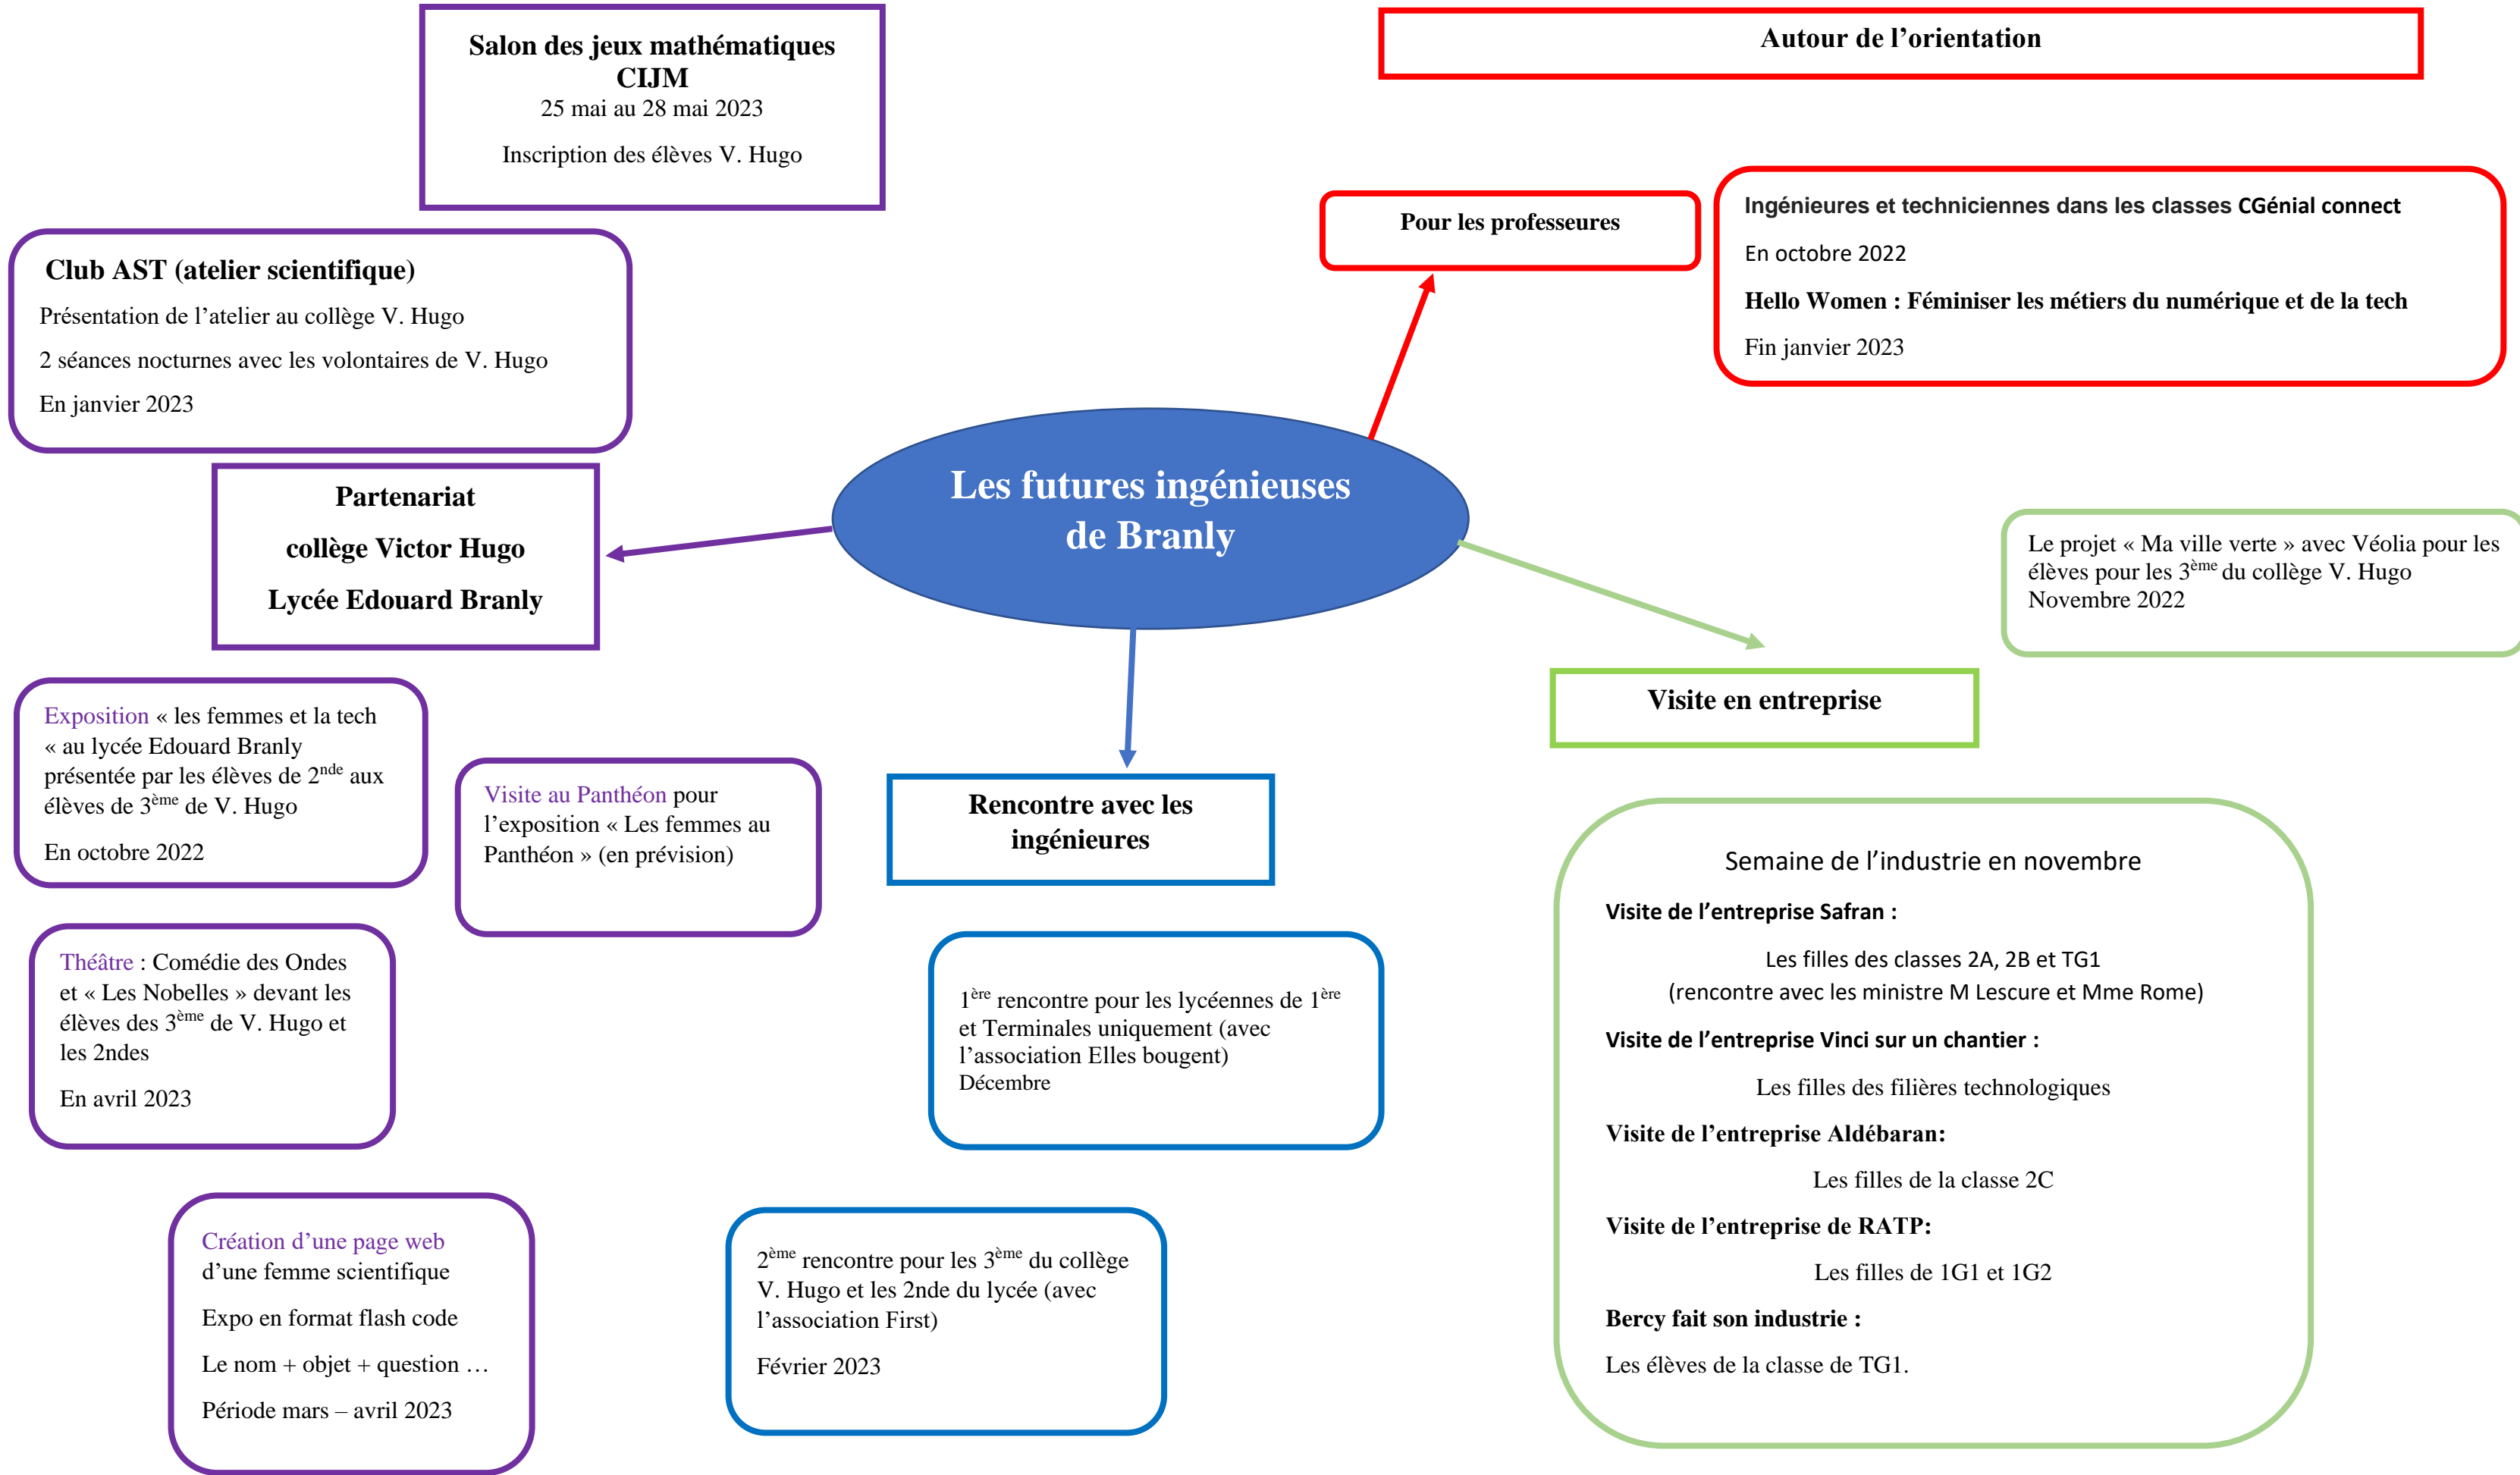 Salon des jeux mathématiques
CIJM
25 mai au 28 mai 2023
Inscription des élèves V. Hugo
Autour de l’orientation
Pour les professeures
Ingénieures et techniciennes dans les classes CGénial connect
En octobre 2022
Hello Women : Féminiser les métiers du numérique et de la tech
Fin janvier 2023
Club AST (atelier scientifique)
Présentation de l’atelier au collège V. Hugo
2 séances nocturnes avec les volontaires de V. Hugo
En janvier 2023
Partenariat
collège Victor Hugo
Lycée Edouard Branly
Les futures ingénieuses
de Branly
Le projet « Ma ville verte » avec Véolia pour les
élèves pour les 3ème du collège V. Hugo
Novembre 2022
Visite en entreprise
Exposition « les femmes et la tech
« au lycée Edouard Branly
présentée par les élèves de 2nde aux
élèves de 3ème de V. Hugo
En octobre 2022
Visite au Panthéon pour
l’exposition « Les femmes au
Panthéon » (en prévision)
Rencontre avec les
ingénieures
Théâtre : Comédie des Ondes
et « Les Nobelles » devant les
élèves des 3ème de V. Hugo et
les 2ndes
En avril 2023
1ère rencontre pour les lycéennes de 1ère
et Terminales uniquement (avec
l’association Elles bougent)
Décembre
Création d’une page web
d’une femme scientifique
Expo en format flash code
Le nom + objet + question …
Période mars – avril 2023
2ème rencontre pour les 3ème du collège
V. Hugo et les 2nde du lycée (avec
l’association First)
Février 2023
Semaine de l’industrie en novembre
Visite de l’entreprise Safran :
Les filles des classes 2A, 2B et TG1
(rencontre avec les ministre M Lescure et Mme Rome)
Visite de l’entreprise Vinci sur un chantier :
Les filles des filières technologiques
Visite de l’entreprise Aldébaran:
Les filles de la classe 2C
Visite de l’entreprise de RATP:
Les filles de 1G1 et 1G2
Bercy fait son industrie :
Les élèves de la classe de TG1.